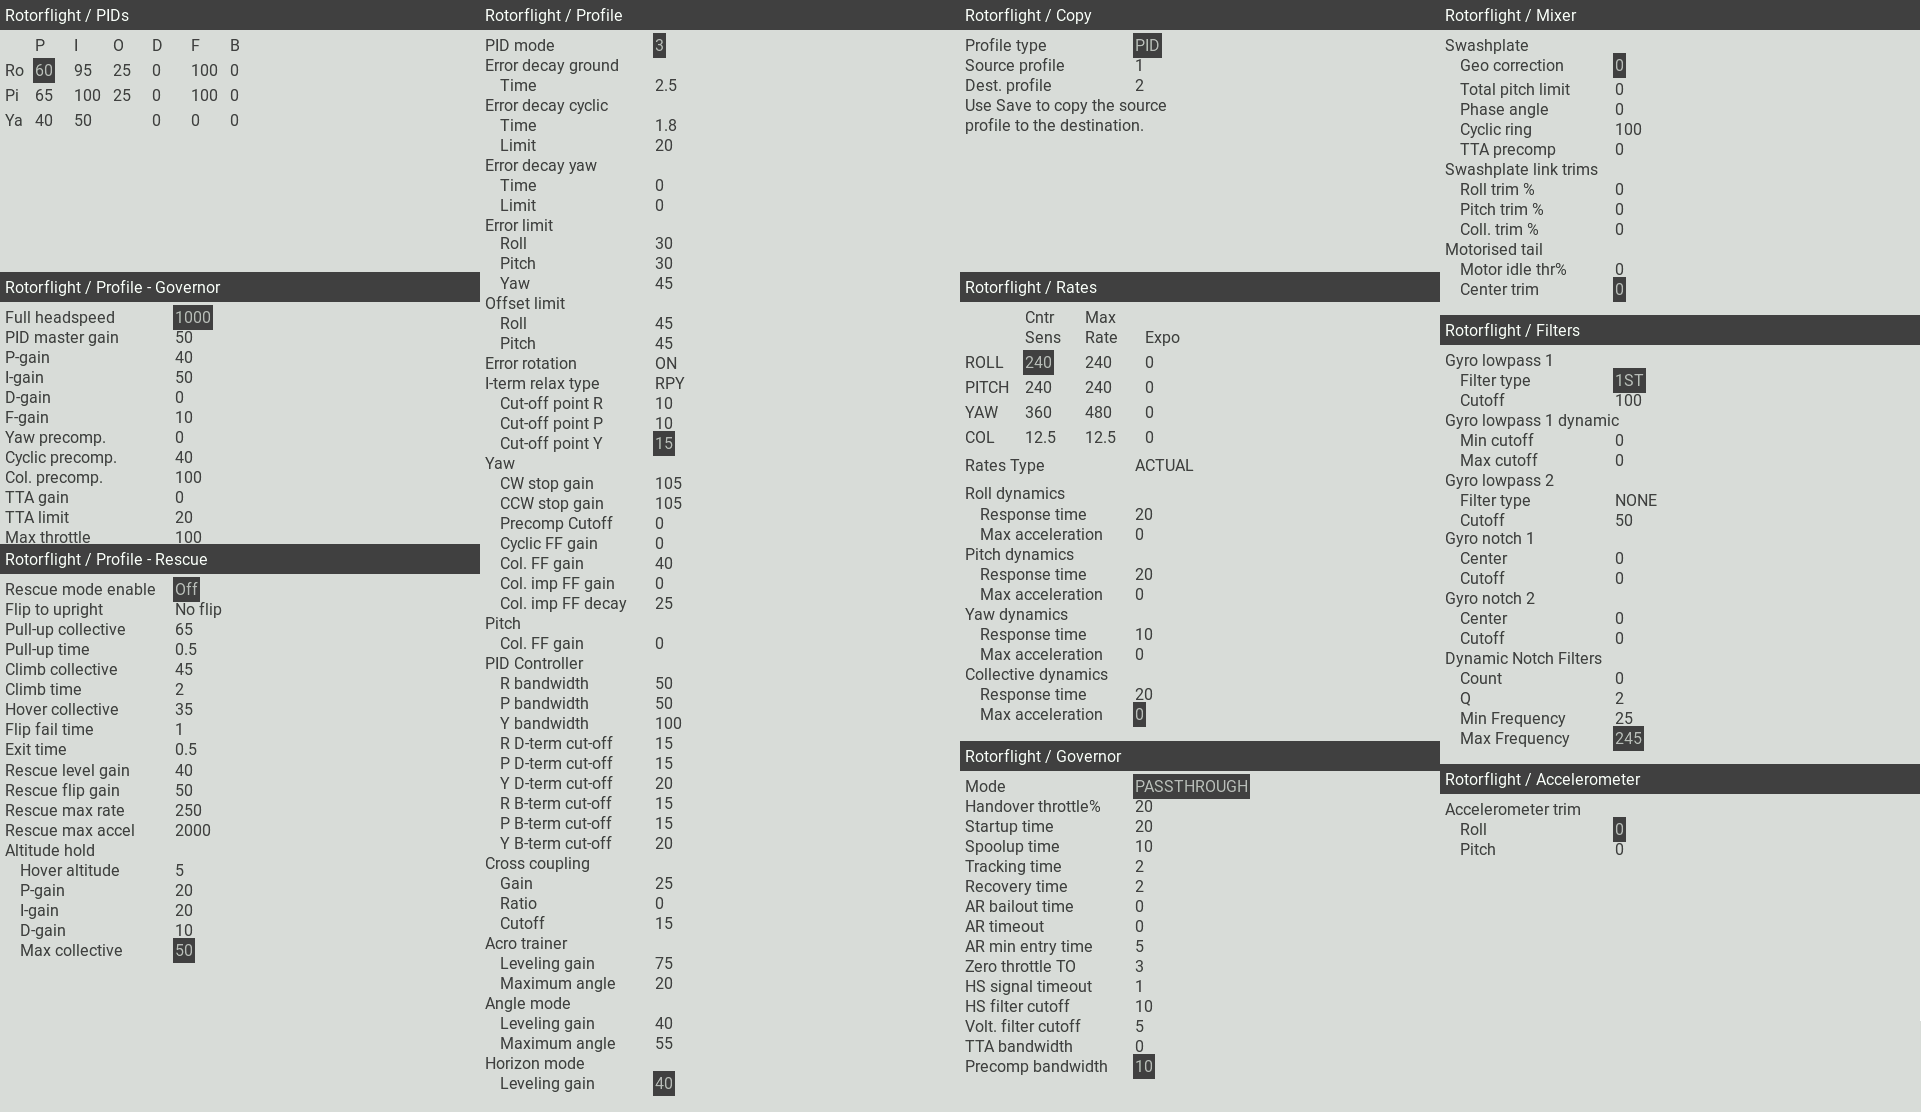 Rotorflight / PIDs
P I O D F B
Ro 60 95 25 0 100 0
Pi 65 100 25 0 100 0
Ya 40 50 0 0 0
Rotorflight / Profile - Governor
Full headspeed 1000
PID master gain 50
P-gain 40
I-gain 50
D-gain 0
F-gain 10
Yaw precomp. 0
Cyclic precomp. 40
Col. precomp. 100
TTA gain 0
TTA limit 20
Max throttle 100
Rotorflight / Profile - Rescue
Rescue mode enable Off
Flip to upright No flip
Pull-up collective 65
Pull-up time 0.5
Climb collective 45
Climb time 2
Hover collective 35
Flip fail time 1
Exit time 0.5
Rescue level gain 40
Rescue flip gain 50
Rescue max rate 250
Rescue max accel 2000
Altitude hold
Hover altitude 5
P-gain 20
I-gain 20
D-gain 10
Max collective 50
Rotorflight / Profile
PID mode 3
Error decay ground
Time 2.5
Error decay cyclic
Time 1.8
Limit 20
Error decay yaw
Time 0
Limit 0
Error limit
Roll 30
Pitch 30
Yaw 45
Offset limit
Roll 45
Pitch 45
Error rotation ON
I-term relax type RPY
Cut-off point R 10
Cut-off point P 10
Cut-off point Y 15
Yaw
CW stop gain 105
CCW stop gain 105
Precomp Cutoff 0
Cyclic FF gain 0
Col. FF gain 40
Col. imp FF gain 0
Col. imp FF decay 25
Pitch
Col. FF gain 0
PID Controller
R bandwidth 50
P bandwidth 50
Y bandwidth 100
R D-term cut-off 15
P D-term cut-off 15
Y D-term cut-off 20
R B-term cut-off 15
P B-term cut-off 15
Y B-term cut-off 20
Cross coupling
Gain 25
Ratio 0
Cutoff 15
Acro trainer
Leveling gain 75
Maximum angle 20
Angle mode
Leveling gain 40
Maximum angle 55
Horizon mode
Leveling gain 40
Rotorflight / Copy
Profile type PID
Source profile 1
Dest. profile 2
Use Save to copy the source
profile to the destination.
Rotorflight / Rates
Cntr Max
Sens Rate Expo
ROLL 240 240 0
PITCH 240 240 0
YAW 360 480 0
COL 12.5 12.5 0
Rates Type ACTUAL
Roll dynamics
Response time 20
Max acceleration 0
Pitch dynamics
Response time 20
Max acceleration 0
Yaw dynamics
Response time 10
Max acceleration 0
Collective dynamics
Response time 20
Max acceleration 0
Rotorflight / Governor
Mode PASSTHROUGH
Handover throttle% 20
Startup time 20
Spoolup time 10
Tracking time 2
Recovery time 2
AR bailout time 0
AR timeout 0
AR min entry time 5
Zero throttle TO 3
HS signal timeout 1
HS filter cutoff 10
Volt. filter cutoff 5
TTA bandwidth 0
Precomp bandwidth 10
Rotorflight / Mixer
Swashplate
Geo correction 0
Total pitch limit 0
Phase angle 0
Cyclic ring 100
TTA precomp 0
Swashplate link trims
Roll trim % 0
Pitch trim % 0
Coll. trim % 0
Motorised tail
Motor idle thr% 0
Center trim 0
Rotorflight / Filters
Gyro lowpass 1
Filter type 1ST
Cutoff 100
Gyro lowpass 1 dynamic
Min cutoff 0
Max cutoff 0
Gyro lowpass 2
Filter type NONE
Cutoff 50
Gyro notch 1
Center 0
Cutoff 0
Gyro notch 2
Center 0
Cutoff 0
Dynamic Notch Filters
Count 0
Q 2
Min Frequency 25
Max Frequency 245
Rotorflight / Accelerometer
Accelerometer trim
Roll 0
Pitch 0